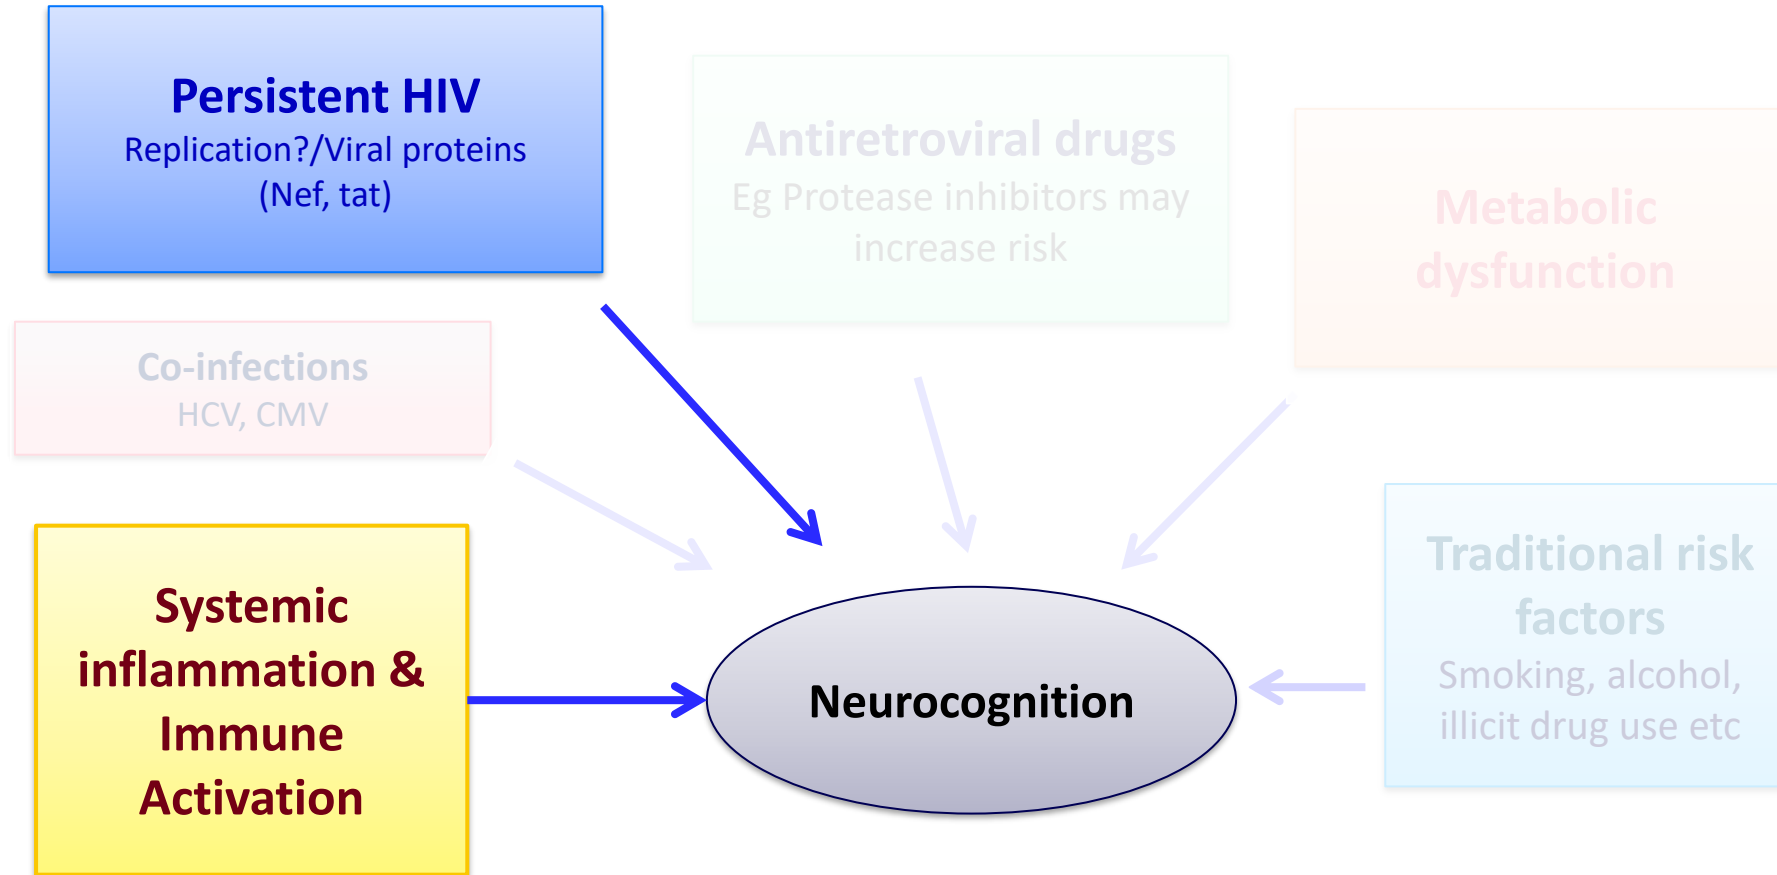 Persistent HIV
Replication?/Viral proteins
(Nef, tat)
Antiretroviral drugs
Eg Protease inhibitors may
increase risk
Metabolic
dysfunction
Co-infections
HCV, CMV
Systemic
inflammation &
Immune
Activation
Neurocognition
Traditional risk
factors
Smoking, alcohol,
illicit drug use etc